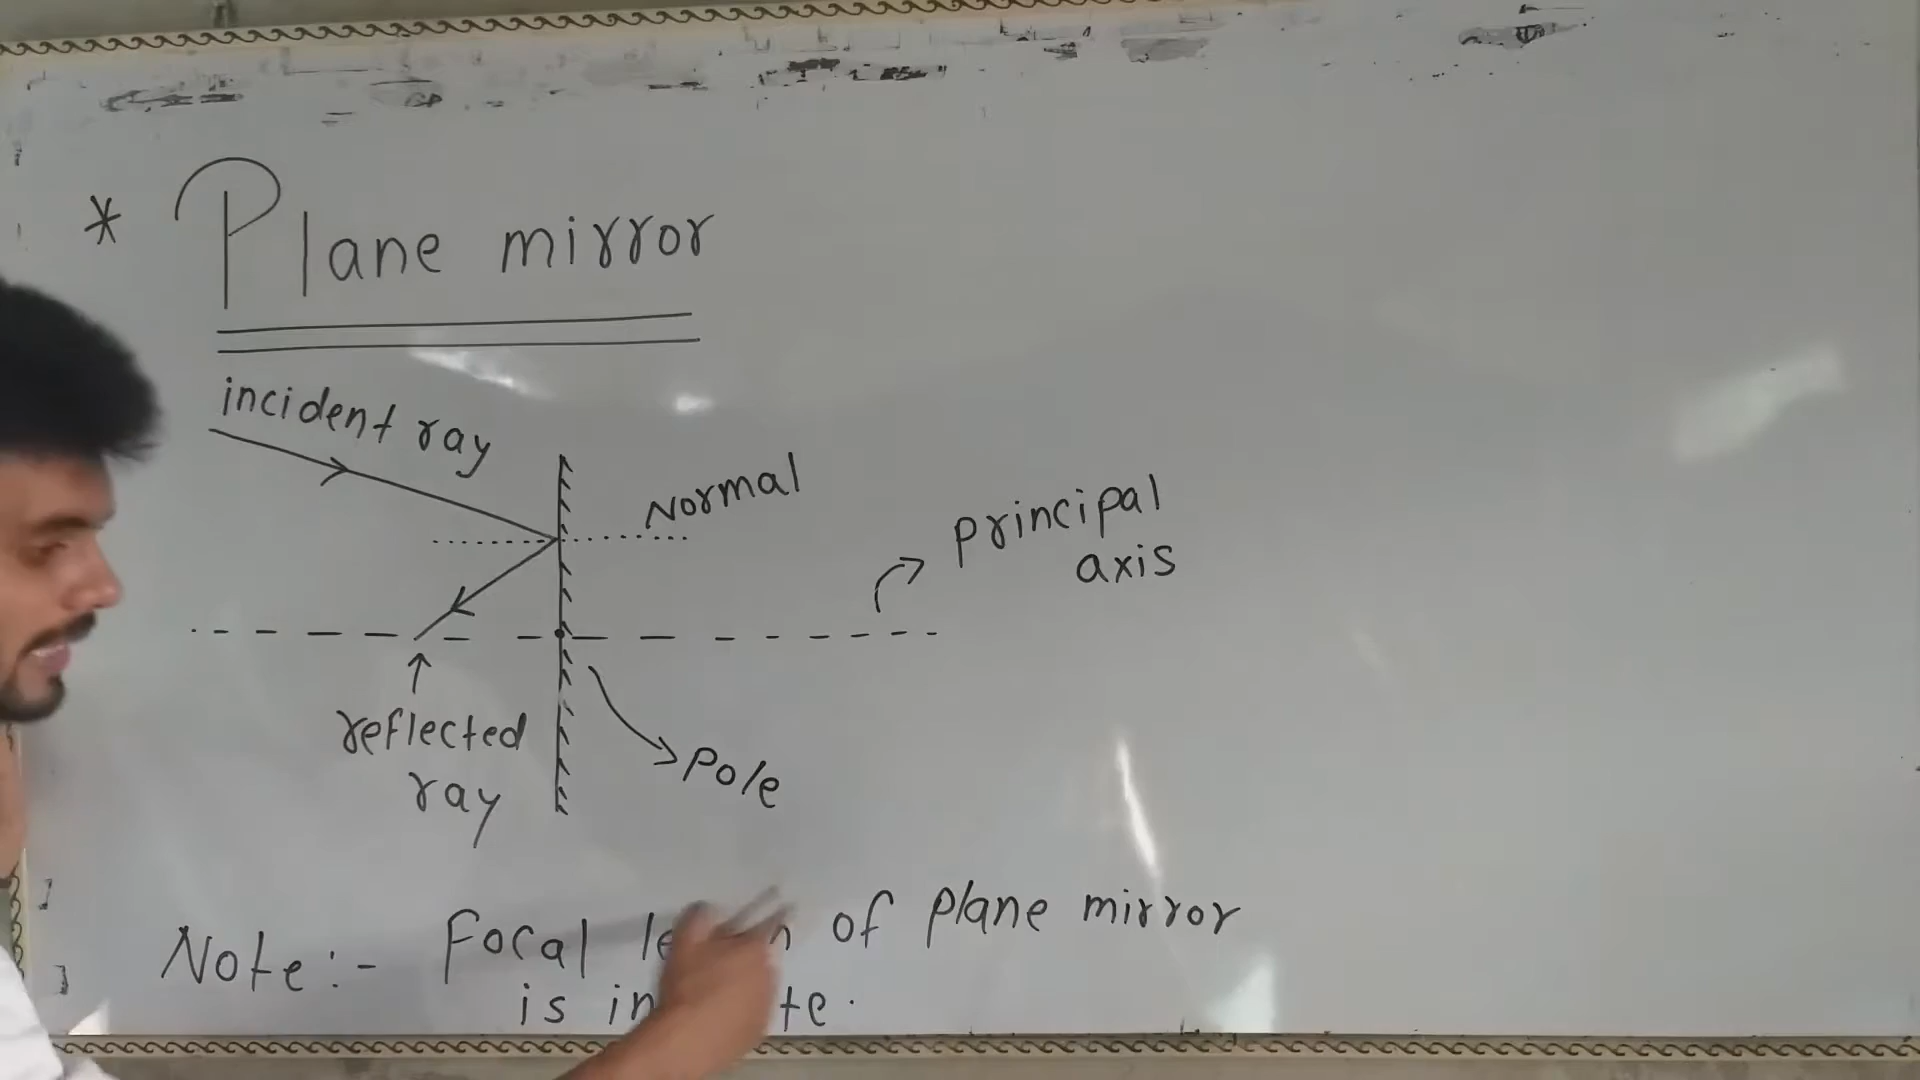 * Plane mirror
incident ray
Normal
principal
axis
reflected
ray
Pole
Note:- Focal of plane mirror
is